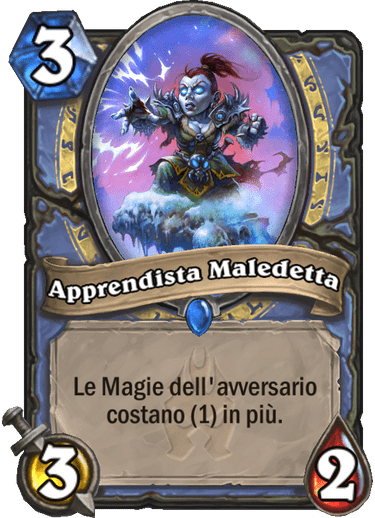 3
Apprendista Maledetta
Le Magie dell'avversario
costano (1) in più.
3
2